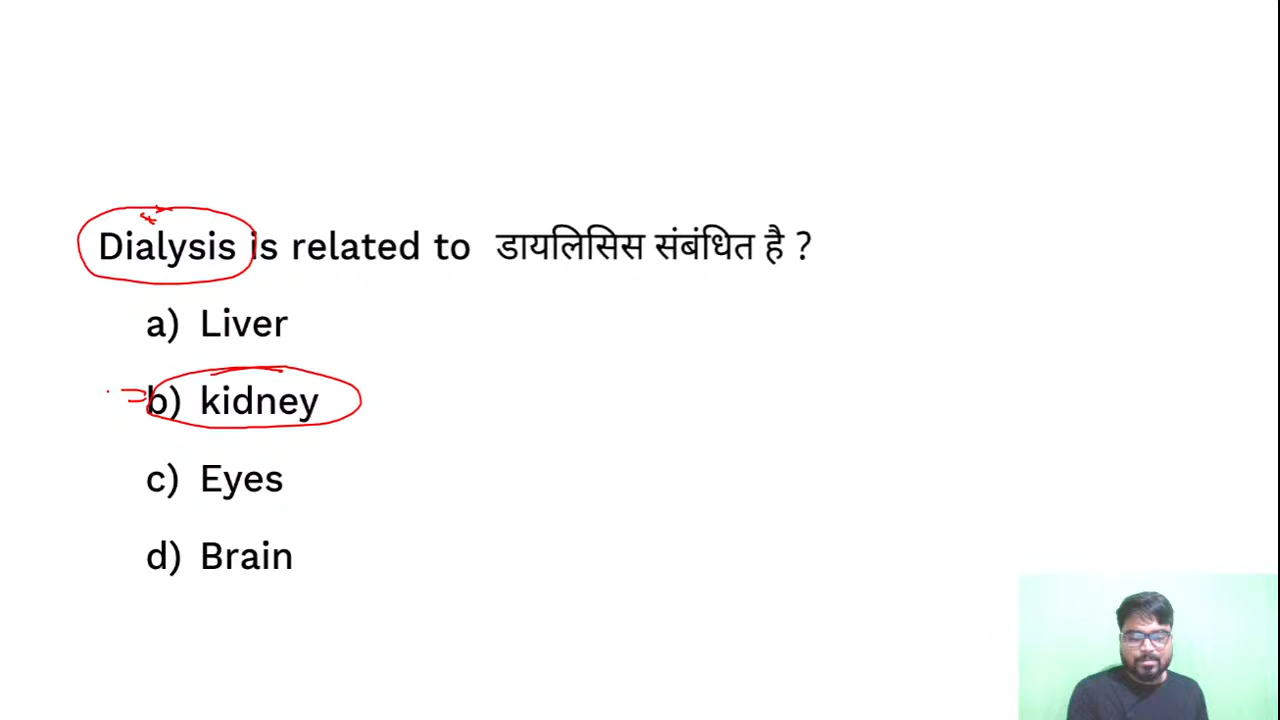 Dialysis is related to डायलिसिस संबंधित है ?
a) Liver
b) kidney
c) Eyes
d) Brain